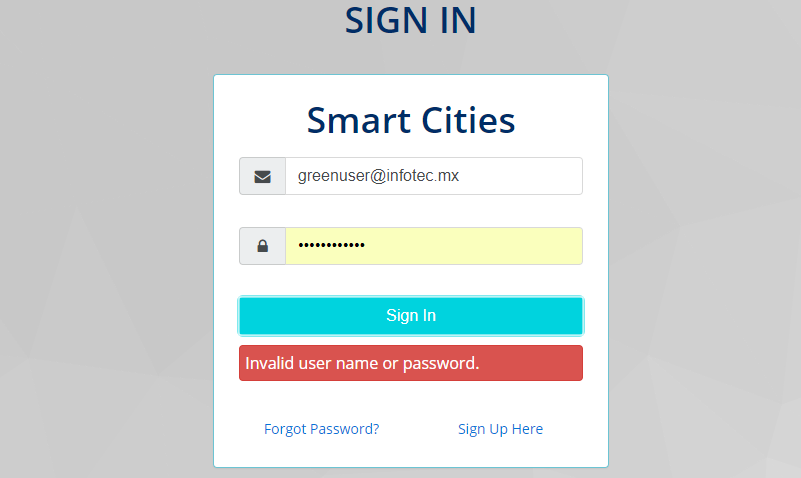 SIGN IN
Smart Cities
greenuser@infotec.mx
••••••••••••
Sign In
Invalid user name or password.
Forgot Password? Sign Up Here